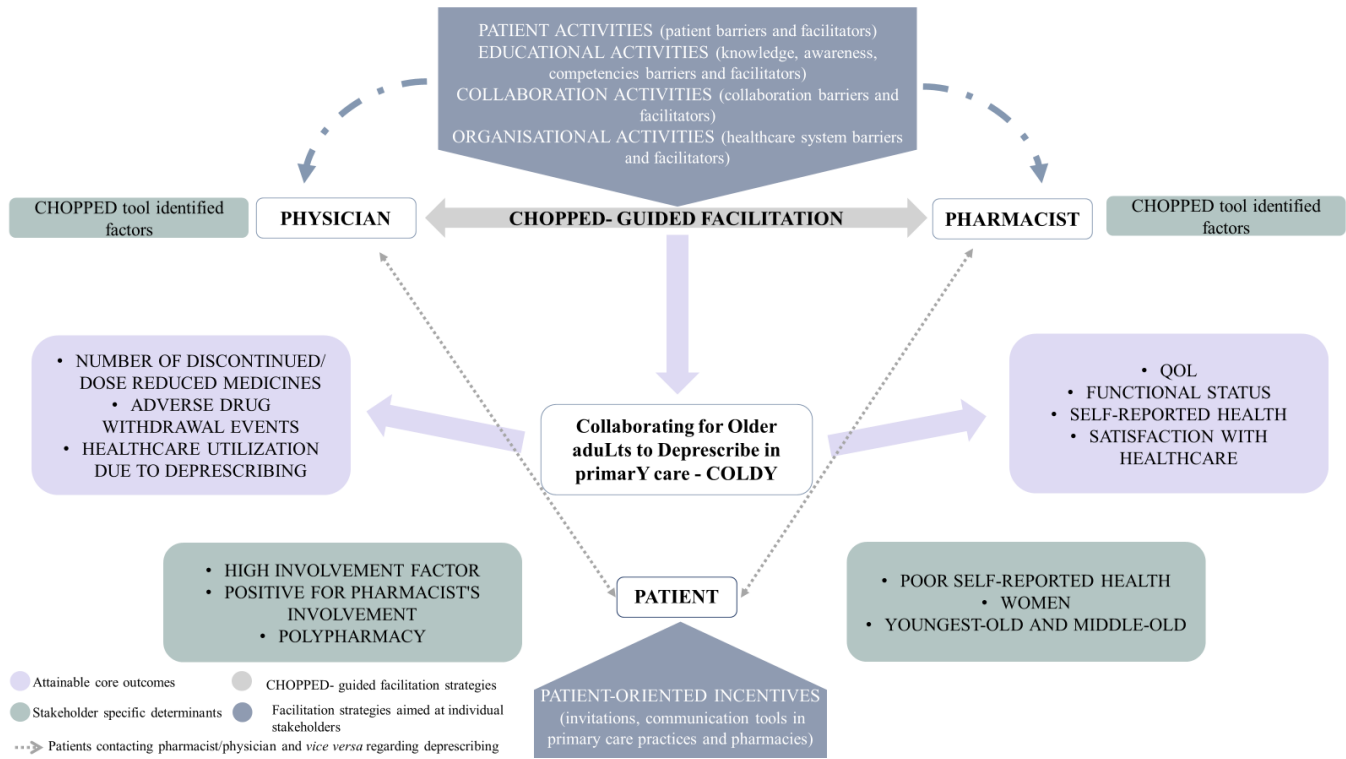 PATIENT ACTIVITIES (patient barriers and facilitators)
EDUCATIONAL ACTIVITIES (knowledge, awareness,
competencies barriers and facilitators)
COLLABORATION ACTIVITIES (collaboration barriers and
facilitators)
ORGANISATIONAL ACTIVITIES (healthcare system barriers
and facilitators)
CHOPPED tool identified
factors
PHYSICIAN
CHOPPED- GUIDED FACILITATION
PHARMACIST
CHOPPED tool identified
factors
• NUMBER OF DISCONTINUED/
DOSE REDUCED MEDICINES
• ADVERSE DRUG
WITHDRAWAL EVENTS
• HEALTHCARE UTILIZATION
DUE TO DEPRESCRIBING
Collaborating for Older
aduLts to Deprescribe in
primarY care - COLDY
• QOL
• FUNCTIONAL STATUS
• SELF-REPORTED HEALTH
• SATISFACTION WITH
HEALTHCARE
• HIGH INVOLVEMENT FACTOR
• POSITIVE FOR PHARMACIST'S
INVOLVEMENT
• POLYPHARMACY
PATIENT
• POOR SELF-REPORTED HEALTH
• WOMEN
• YOUNGEST-OLD AND MIDDLE-OLD
PATIENT-ORIENTED INCENTIVES
(invitations, communication tools in
primary care practices and pharmacies)
Attainable core outcomes
CHOPPED- guided facilitation strategies
Stakeholder specific determinants
Facilitation strategies aimed at individual
stakeholders
Patients contacting pharmacist/physician and vice versa regarding deprescribing